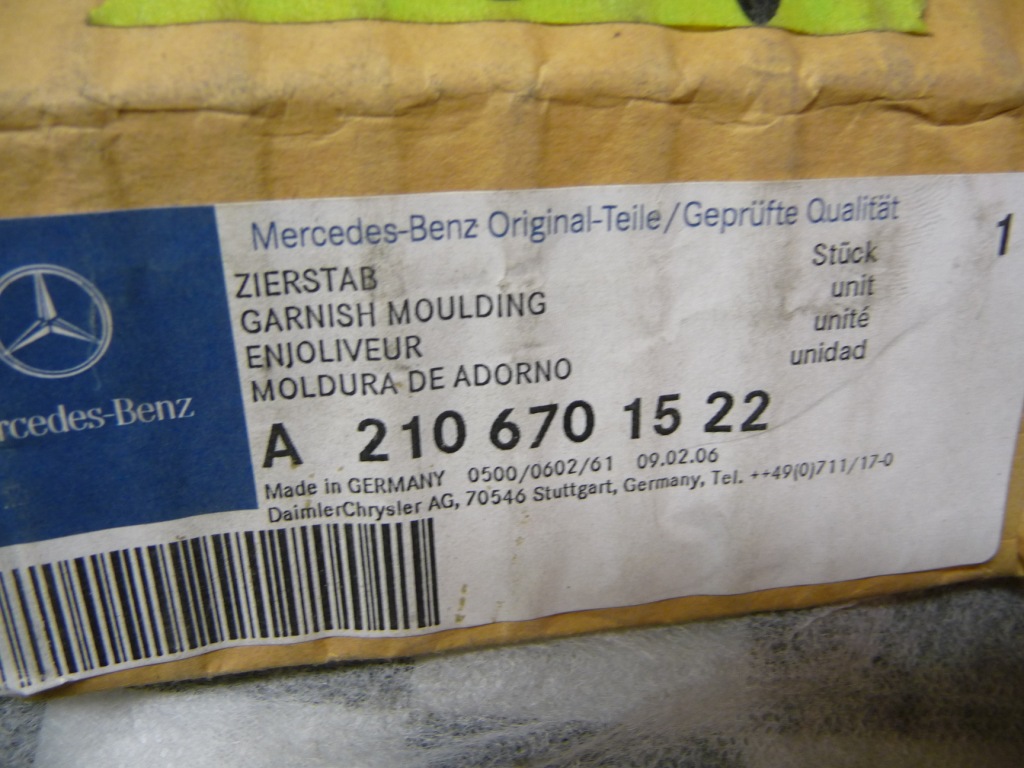 Mercedes-Benz Original-Teile/Geprüfte Qualität
1
ZIERSTAB
GARNISH MOULDING
ENJOLIVEUR
MOLDURA DE ADORNO
Stück
unit
unité
unidad
A 210 670 15 22
Made in GERMANY 0500/0602/61 09.02.06
DaimlerChrysler AG, 70546 Stuttgart, Germany, Tel. ++49(0)711/17-0
rcedes-Benz